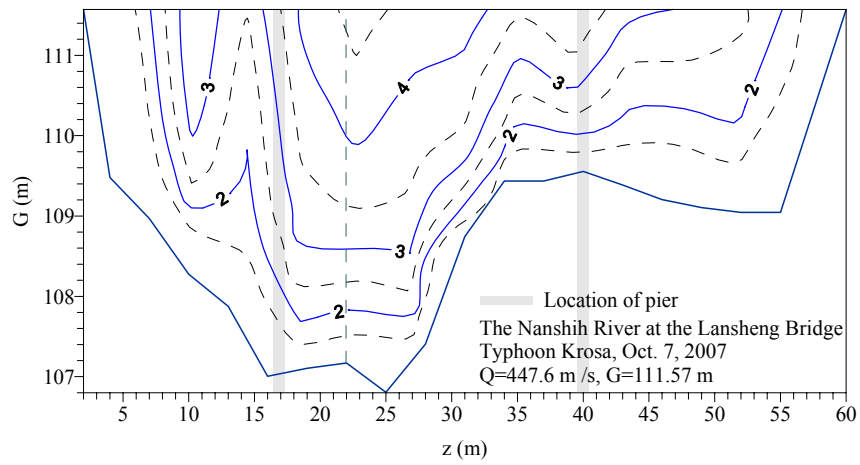 111
110
109
108
107
G (m)
3
4
3
2
2
2
3
2
Location of pier
The Nanshih River at the Lansheng Bridge
Typhoon Krosa, Oct. 7, 2007
Q=447.6 m /s, G=111.57 m
5 10 15 20 25 30 35 40 45 50 55 60
z (m)